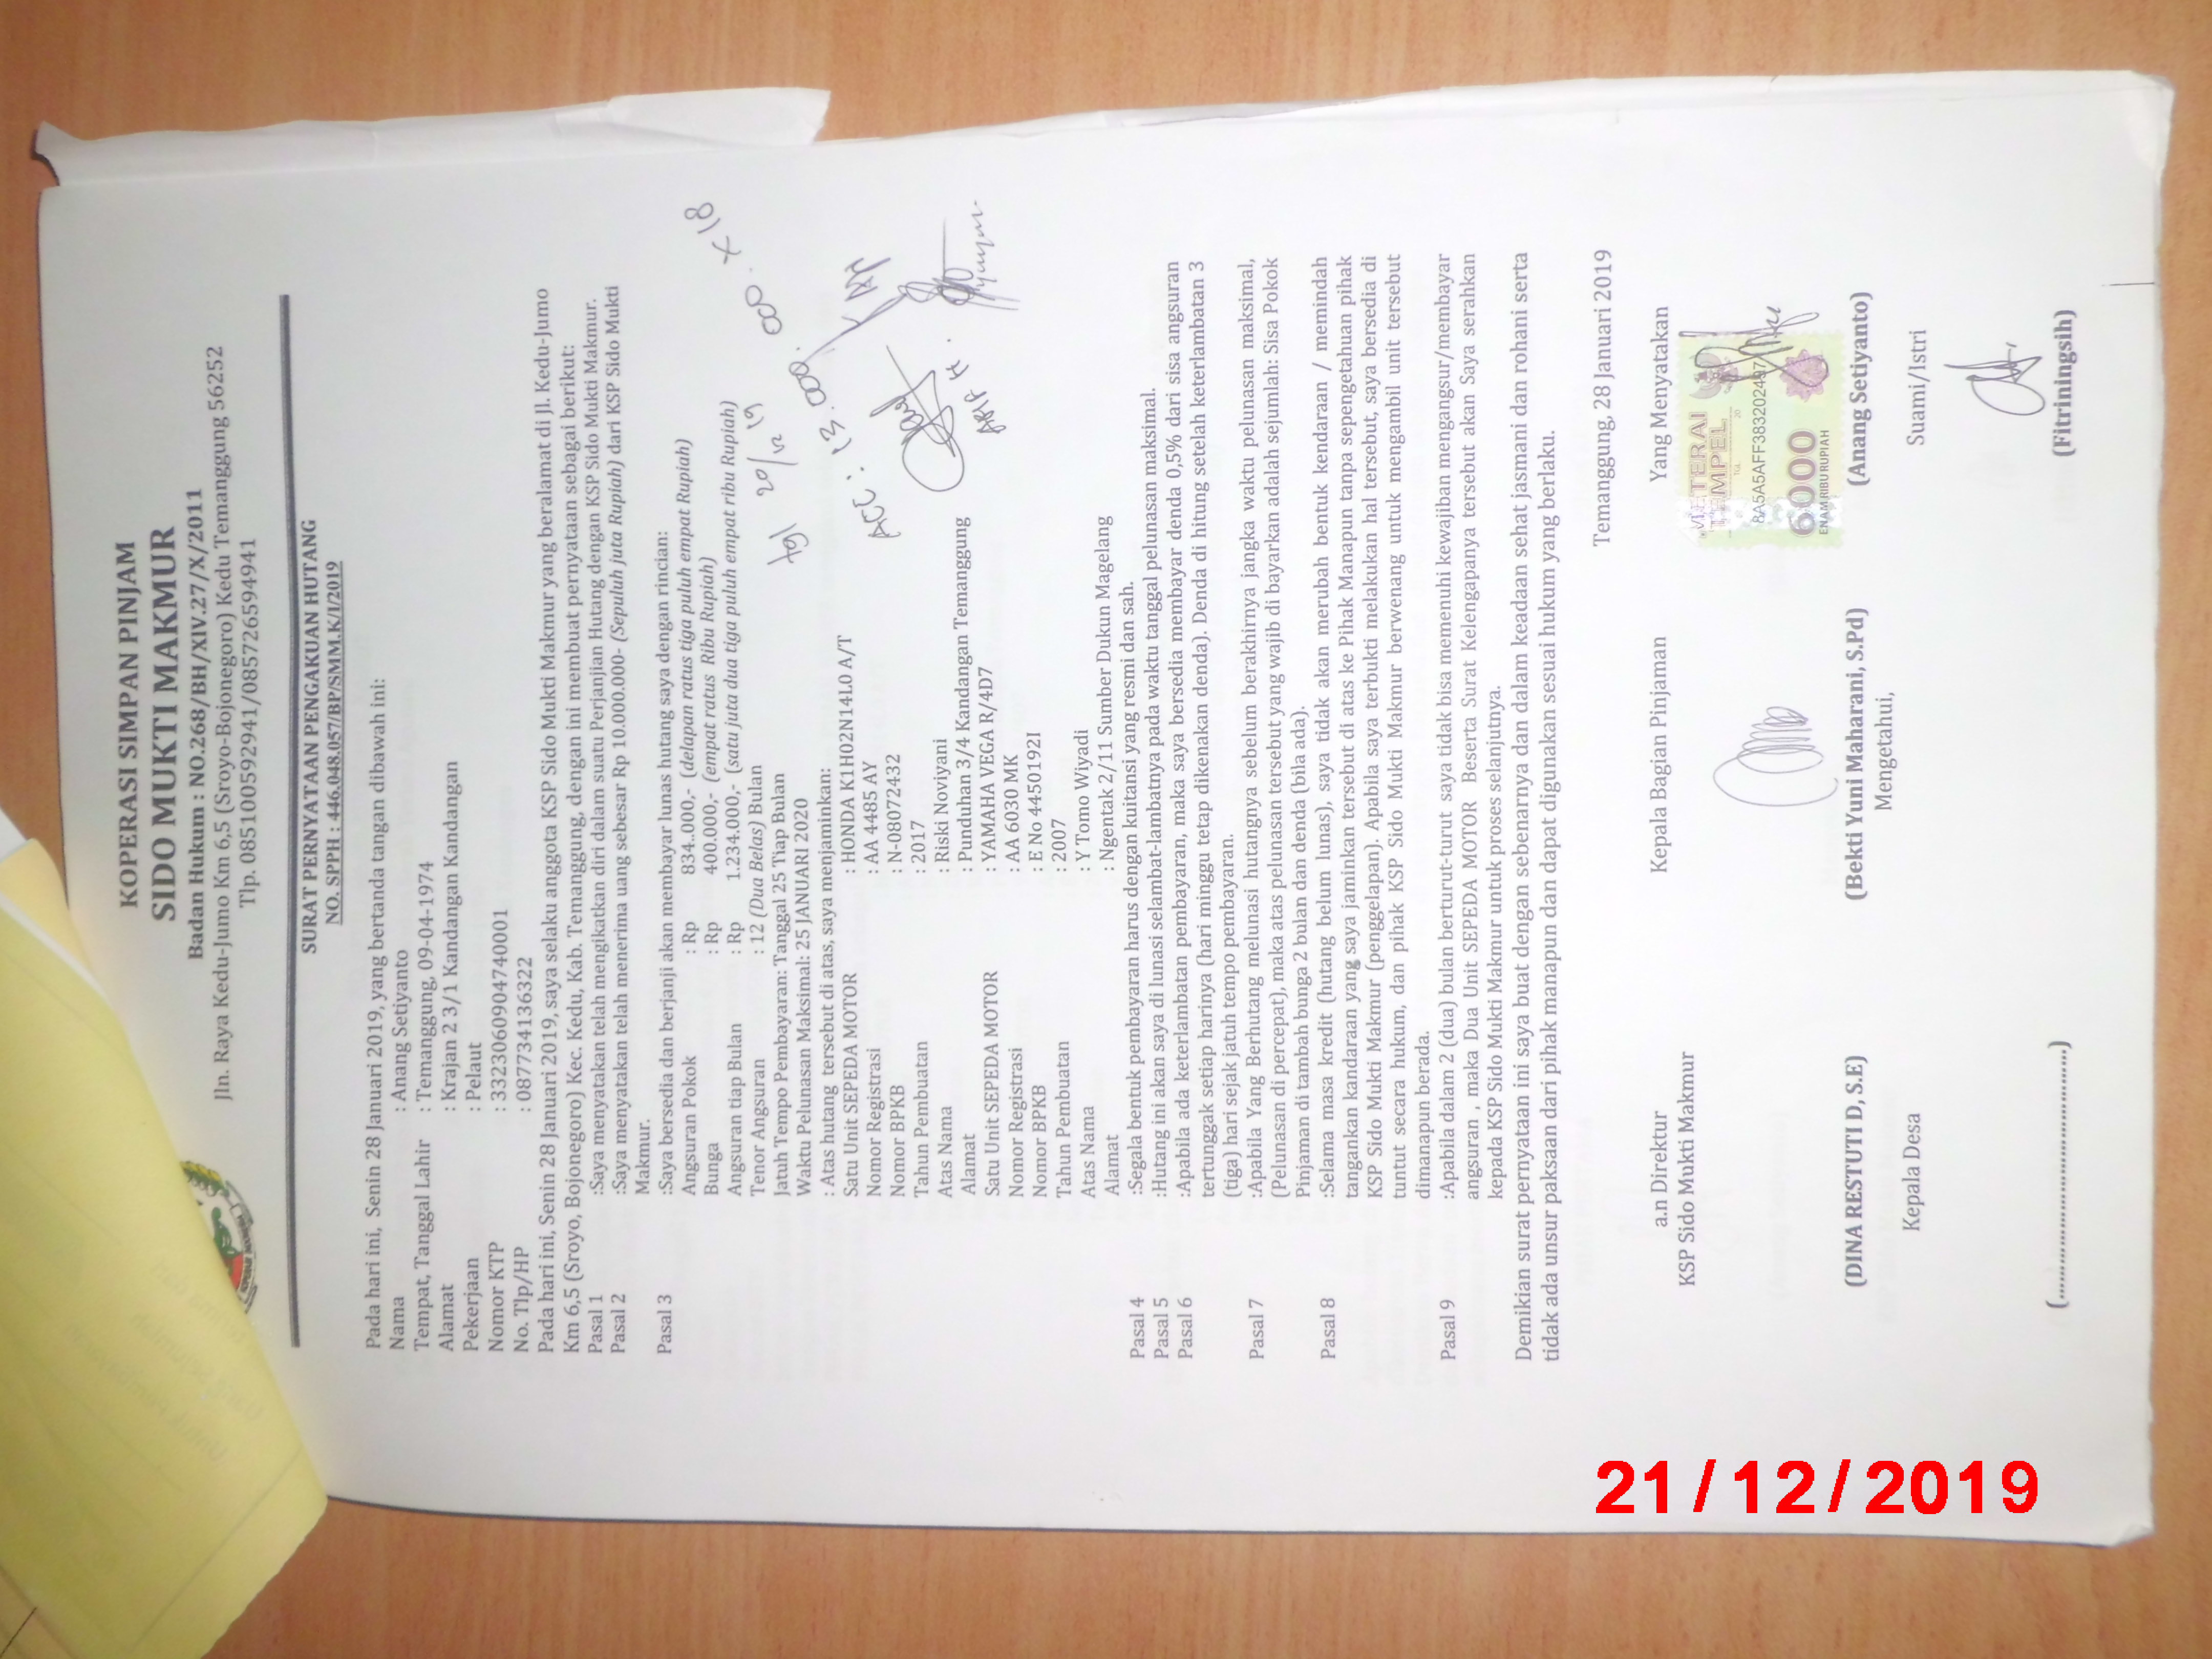 KOPERASI SIMPAN PINJAM
SIDO MUKTI MAKMUR
Badan Hukum : NO.268/BH/XIV.27/X/2011
Jln. Raya Kedu-Jumo Km 6,5 (Sroyo-Bojonegoro) Kedu Temanggung 56252
Tlp. 085100592941/085726594941
SURAT PERNYATAAN PENGAKUAN HUTANG
NO. SPPH : 446.048.057/BP/SMM.K/I/2019
Pada hari ini, Senin 28 Januari 2019, yang bertanda tangan dibawah ini:
Nama : Anang Setiyanto
Tempat, Tanggal Lahir : Temanggung, 09-04-1974
Alamat : Krajan 2 3/1 Kandangan Kandangan
Pekerjaan : Pelaut
Nomor KTP : 3323060904740001
No. Tlp/HP : 087734136322
Pada hari ini, Senin 28 Januari 2019, saya selaku anggota KSP Sido Mukti Makmur yang beralamat di Jl. Kedu-Jumo
Km 6,5 (Sroyo, Bojonegoro) Kec. Kedu, Kab. Temanggung, dengan ini membuat pernyataan sebagai berikut:
Pasal 1 :Saya menyatakan telah mengikatkan diri dalam suatu Perjanjian Hutang dengan KSP Sido Mukti Makmur.
Pasal 2 :Saya menyatakan telah menerima uang sebesar Rp 10.000.000- (Sepuluh juta Rupiah) dari KSP Sido Mukti
Makmur.
Pasal 3 :Saya bersedia dan berjanji akan membayar lunas hutang saya dengan rincian:
Angsuran Pokok : Rp 834..000,- (delapan ratus tiga puluh empat Rupiah)
Bunga : Rp 400.000,- (empat ratus Ribu Rupiah)
Angsuran tiap Bulan : Rp 1.234.000,- (satu juta dua tiga puluh empat ribu Rupiah)
Tenor Angsuran : 12 (Dua Belas) Bulan
Jatuh Tempo Pembayaran: Tanggal 25 Tiap Bulan
Waktu Pelunasan Maksimal: 25 JANUARI 2020
: Atas hutang tersebut di atas, saya menjaminkan:
Satu Unit SEPEDA MOTOR : HONDA K1H02N14L0 A/T
Nomor Registrasi : AA 4485 AY
Nomor BPKB : N-08072432
Tahun Pembuatan : 2017
Atas Nama : Riski Noviyani
Alamat : Punduhan 3/4 Kandangan Temanggung
Satu Unit SEPEDA MOTOR : YAMAHA VEGA R/4D7
Nomor Registrasi : AA 6030 MK
Nomor BPKB : E No 4450192I
Tahun Pembuatan : 2007
Atas Nama : Y Tomo Wiyadi
Alamat : Ngentak 2/11 Sumber Dukun Magelang
tgl 20/12 19
ACC : 13.000.000. x 18
ARIF H.
Pasal 4 :Segala bentuk pembayaran harus dengan kuitansi yang resmi dan sah.
Pasal 5 :Hutang ini akan saya di lunasi selambat-lambatnya pada waktu tanggal pelunasan maksimal.
Pasal 6 :Apabila ada keterlambatan pembayaran, maka saya bersedia membayar denda 0,5% dari sisa angsuran
tertunggak setiap harinya (hari minggu tetap dikenakan denda). Denda di hitung setelah keterlambatan 3
(tiga) hari sejak jatuh tempo pembayaran.
Pasal 7 :Apabila Yang Berhutang melunasi hutangnya sebelum berakhirnya jangka waktu pelunasan maksimal,
(Pelunasan di percepat), maka atas pelunasan tersebut yang wajib di bayarkan adalah sejumlah: Sisa Pokok
Pinjaman di tambah bunga 2 bulan dan denda (bila ada).
Pasal 8 :Selama masa kredit (hutang belum lunas), saya tidak akan merubah bentuk kendaraan / memindah
tangankan kandaraan yang saya jaminkan tersebut di atas ke Pihak Manapun tanpa sepengetahuan pihak
KSP Sido Mukti Makmur (penggelapan). Apabila saya terbukti melakukan hal tersebut, saya bersedia di
tuntut secara hukum, dan pihak KSP Sido Mukti Makmur berwenang untuk mengambil unit tersebut
dimanapun berada.
Pasal 9 :Apabila dalam 2 (dua) bulan berturut-turut saya tidak bisa memenuhi kewajiban mengangsur/membayar
angsuran , maka Dua Unit SEPEDA MOTOR Beserta Surat Kelengapanya tersebut akan Saya serahkan
kepada KSP Sido Mukti Makmur untuk proses selanjutnya.
Demikian surat pernyataan ini saya buat dengan sebenarnya dan dalam keadaan sehat jasmani dan rohani serta
tidak ada unsur paksaan dari pihak manapun dan dapat digunakan sesuai hukum yang berlaku.
Temanggung, 28 Januari 2019
a.n Direktur Kepala Bagian Pinjaman Yang Menyatakan
KSP Sido Mukti Makmur
METERAI
TEMPEL
TGL. 20
8A5A5AFF383202497
6000
ENAM RIBU RUPIAH
(DINA RESTUTI D, S.E) (Bekti Yuni Maharani, S.Pd) (Anang Setiyanto)
Mengetahui,
Kepala Desa Suami/Istri
(........................................) (Fitriningsih)
21/12/2019